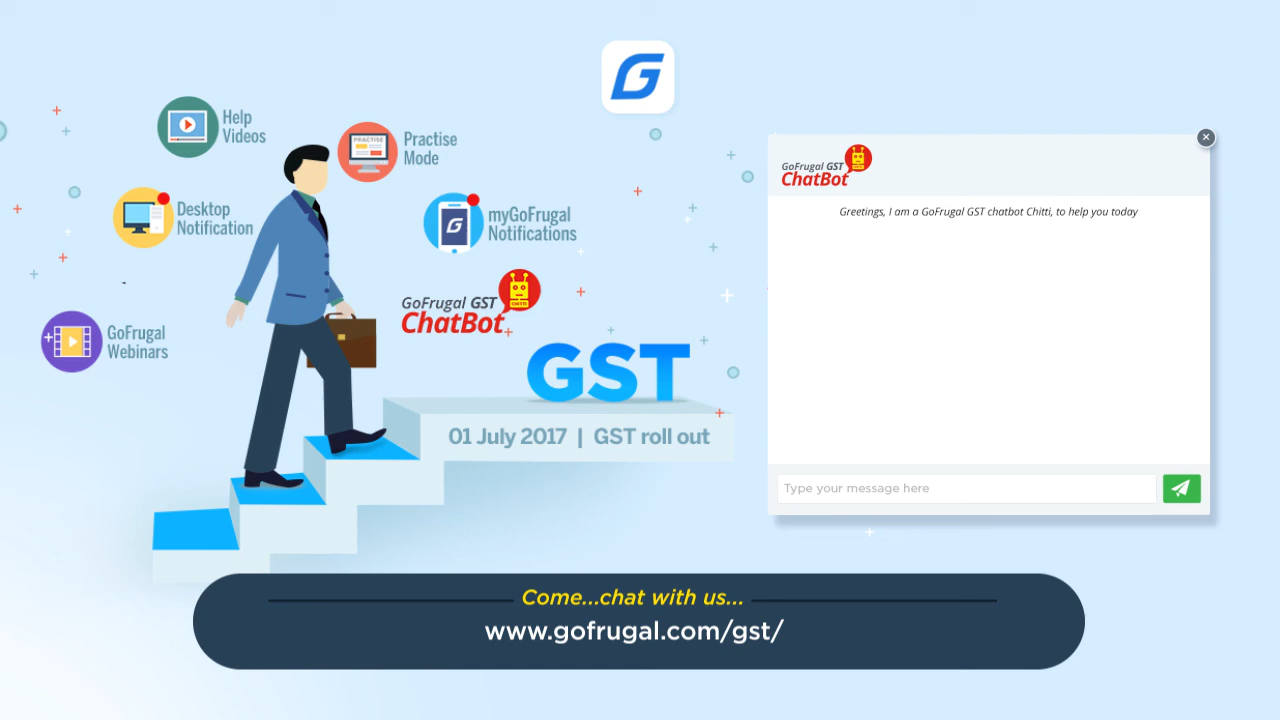 Help
Videos
PRACTISE
Practise
Mode
Desktop
Notification
myGoFrugal
Notifications
GoFrugal GST
ChatBot
CHITTI
GoFrugal
Webinars
GST
01 July 2017 | GST roll out
GoFrugal GST
ChatBot
Greetings, I am a GoFrugal GST chatbot Chitti, to help you today
Type your message here
Come...chat with us...
www.gofrugal.com/gst/